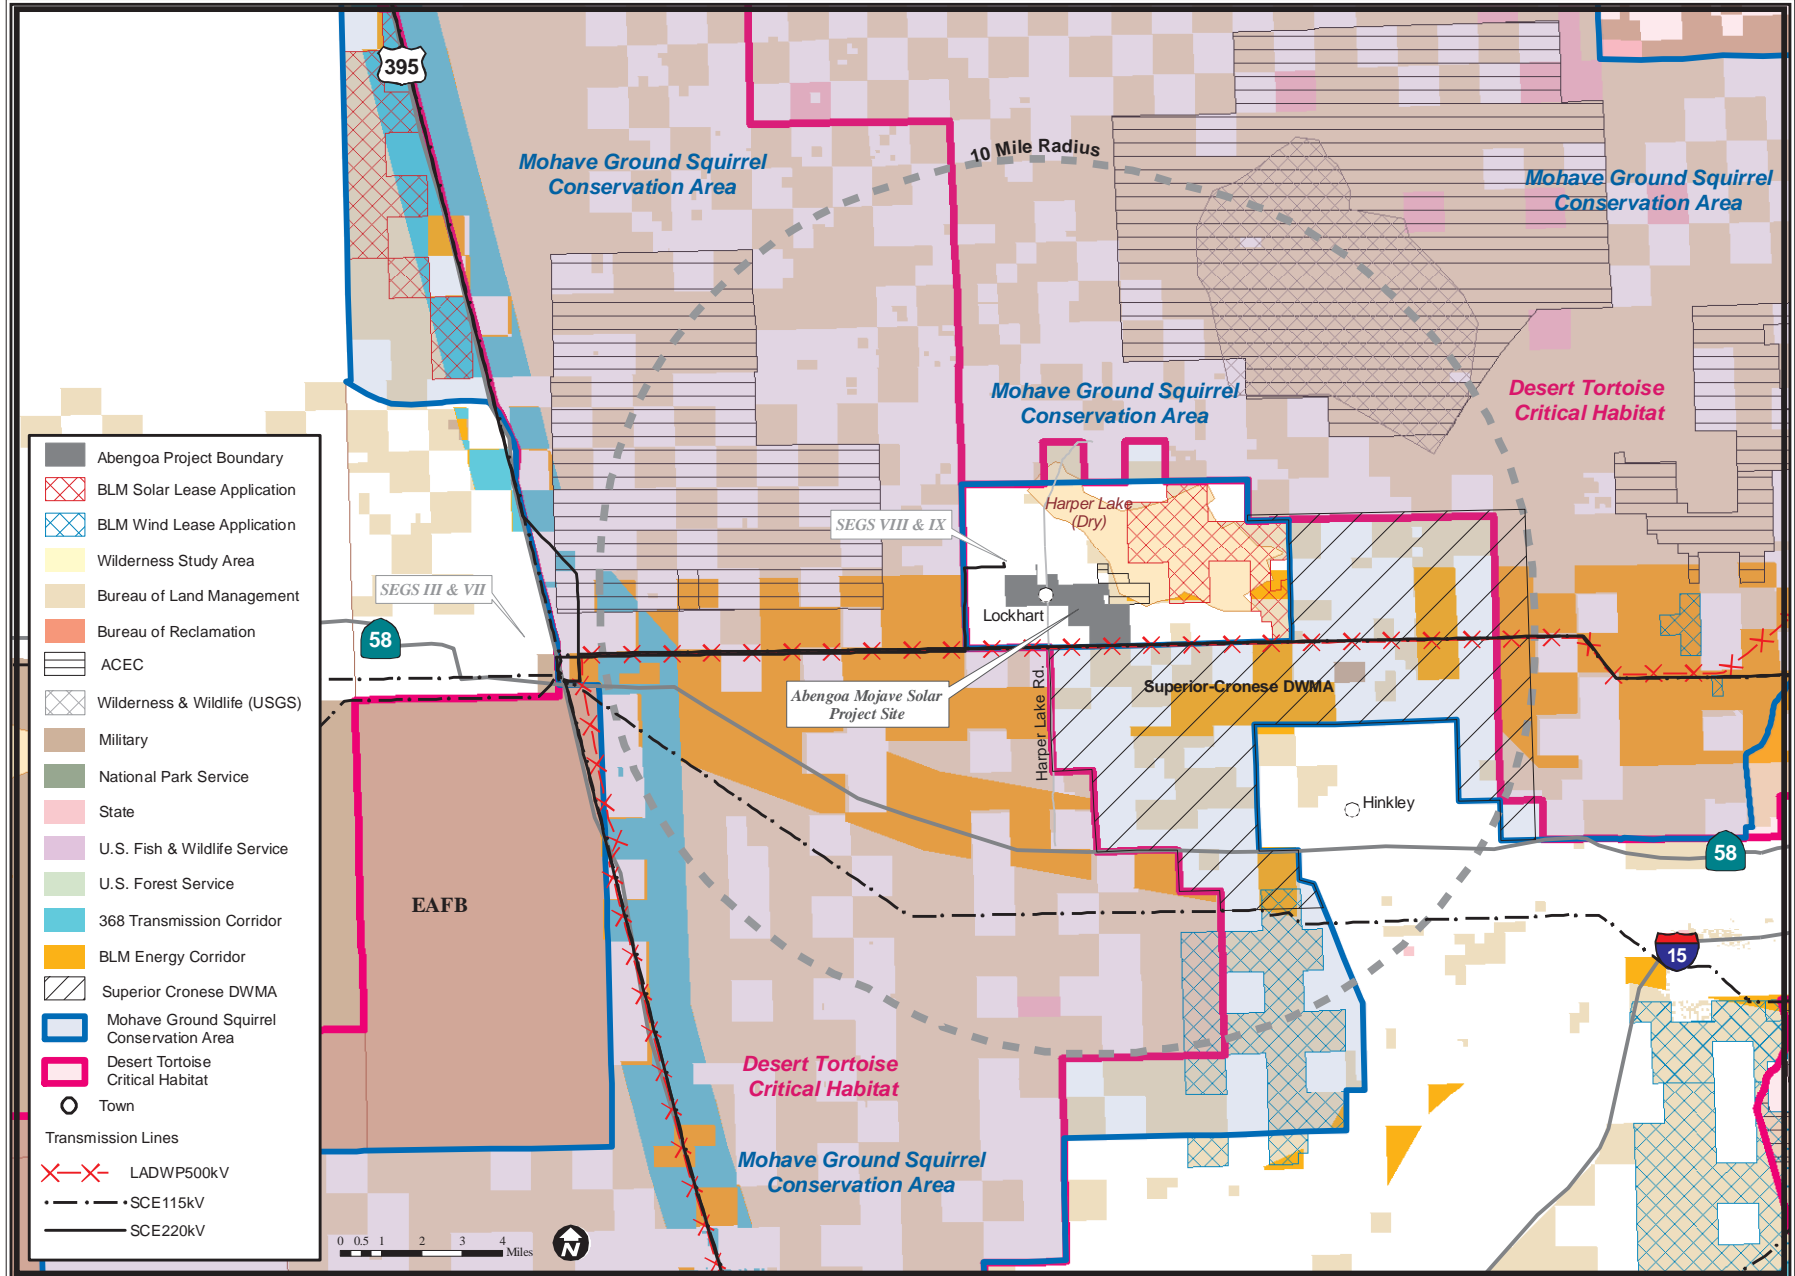 395
Mohave Ground Squirrel
Conservation Area
10 Mile Radius
Mohave Ground Squirrel
Conservation Area
Mohave Ground Squirrel
Conservation Area
Desert Tortoise
Critical Habitat
Harper Lake
(Dry)
SEGS VIII & IX
SEGS III & VII
58
Lockhart
Abengoa Mojave Solar
Project Site
Harper Lake Rd.
Superior-Cronese DWMA
Hinkley
58
15
EAFB
Desert Tortoise
Critical Habitat
Mohave Ground Squirrel
Conservation Area
Abengoa Project Boundary
BLM Solar Lease Application
BLM Wind Lease Application
Wilderness Study Area
Bureau of Land Management
Bureau of Reclamation
ACEC
Wilderness & Wildlife (USGS)
Military
National Park Service
State
U.S. Fish & Wildlife Service
U.S. Forest Service
368 Transmission Corridor
BLM Energy Corridor
Superior Cronese DWMA
Mohave Ground Squirrel
Conservation Area
Desert Tortoise
Critical Habitat
Town
Transmission Lines
LADWP500kV
SCE115kV
SCE220kV
0 0.5 1 2 3 4
Miles
N